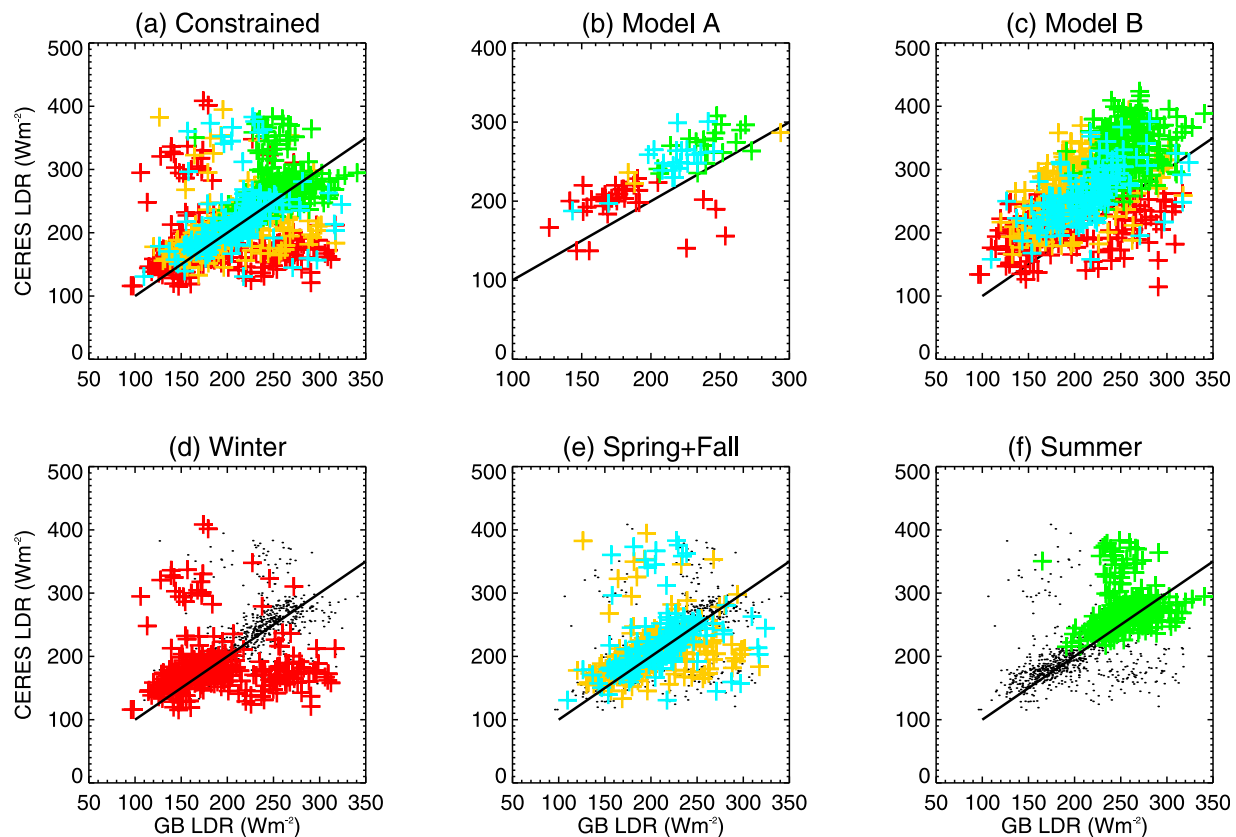 (a) Constrained
(b) Model A
(c) Model B
500
400
300
200
100
0
CERES LDR (Wm-2)
50 100 150 200 250 300 350
400
300
200
100
0
100 150 200 250 300
500
400
300
200
100
0
50 100 150 200 250 300 350
(d) Winter
(e) Spring+Fall
(f) Summer
500
400
300
200
100
0
CERES LDR (Wm-2)
50 100 150 200 250 300 350
GB LDR (Wm-2)
500
400
300
200
100
0
50 100 150 200 250 300 350
GB LDR (Wm-2)
500
400
300
200
100
0
50 100 150 200 250 300 350
GB LDR (Wm-2)